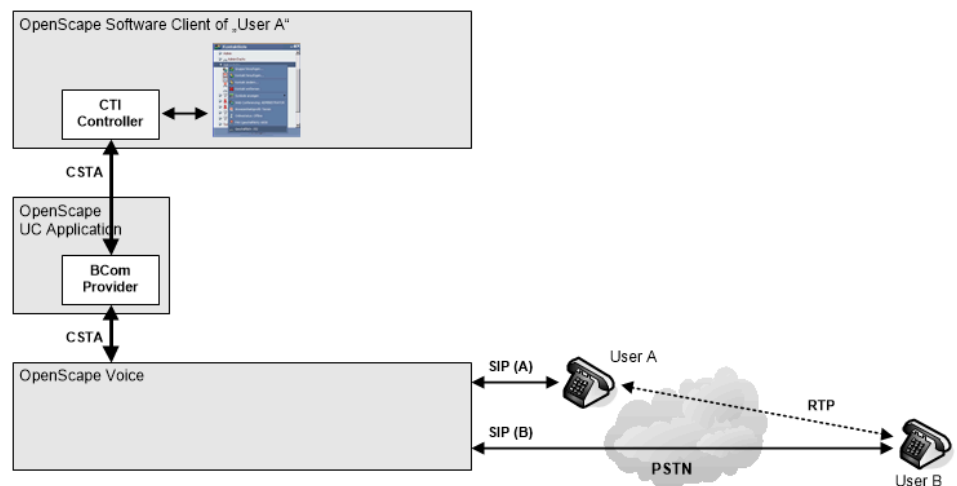 OpenScape Software Client of „User A“
CTI
Controller
CSTA
OpenScape
UC Application
BCom
Provider
CSTA
OpenScape Voice
SIP (A)
User A
RTP
SIP (B)
PSTN
User B